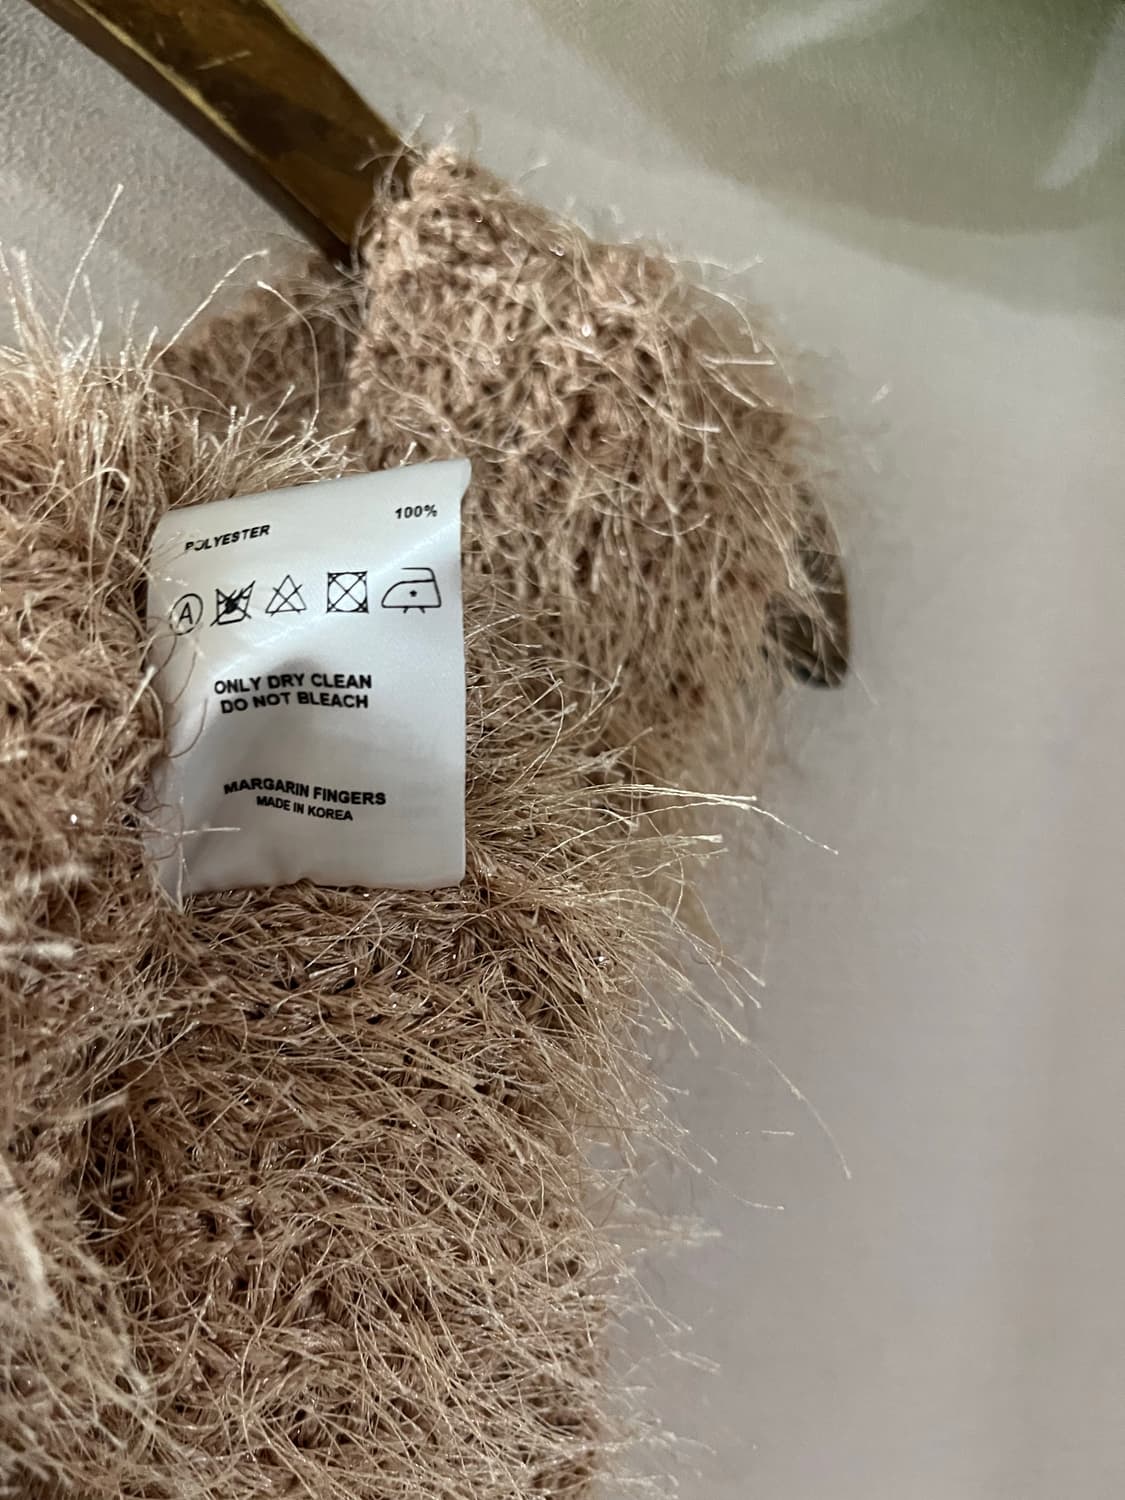 POLYESTER 100%
A
ONLY DRY CLEAN
DO NOT BLEACH
MARGARIN FINGERS
MADE IN KOREA